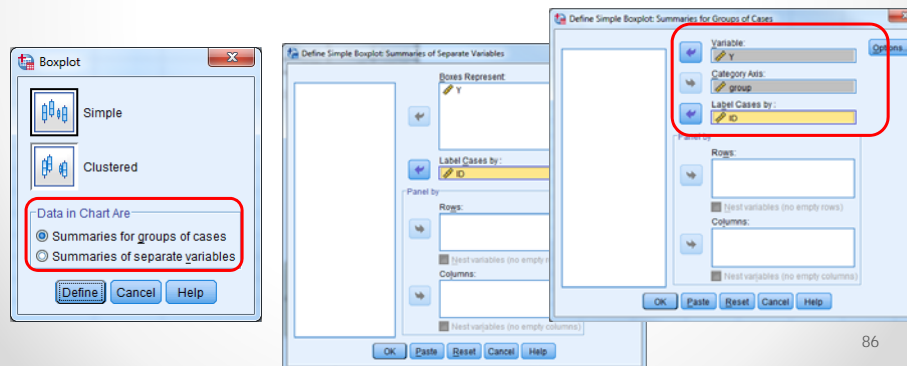 Boxplot
Simple
Clustered
Data in Chart Are
Summaries for groups of cases
Summaries of separate variables
Define Cancel Help
Define Simple Boxplot: Summaries of Separate Variables
Boxes Represent:
Y
Label Cases by:
ID
Panel by
Rows:
Nest variables (no empty
Columns:
Nest variables (no empty columns)
OK Paste Reset Cancel Help
Define Simple Boxplot: Summaries for Groups of Cases
Variable:
Y
Category Axis:
group
Label Cases by:
ID
Options...
Panel by
Rows:
Nest variables (no empty rows)
Columns:
Nest variables (no empty columns)
OK Paste Reset Cancel Help
86